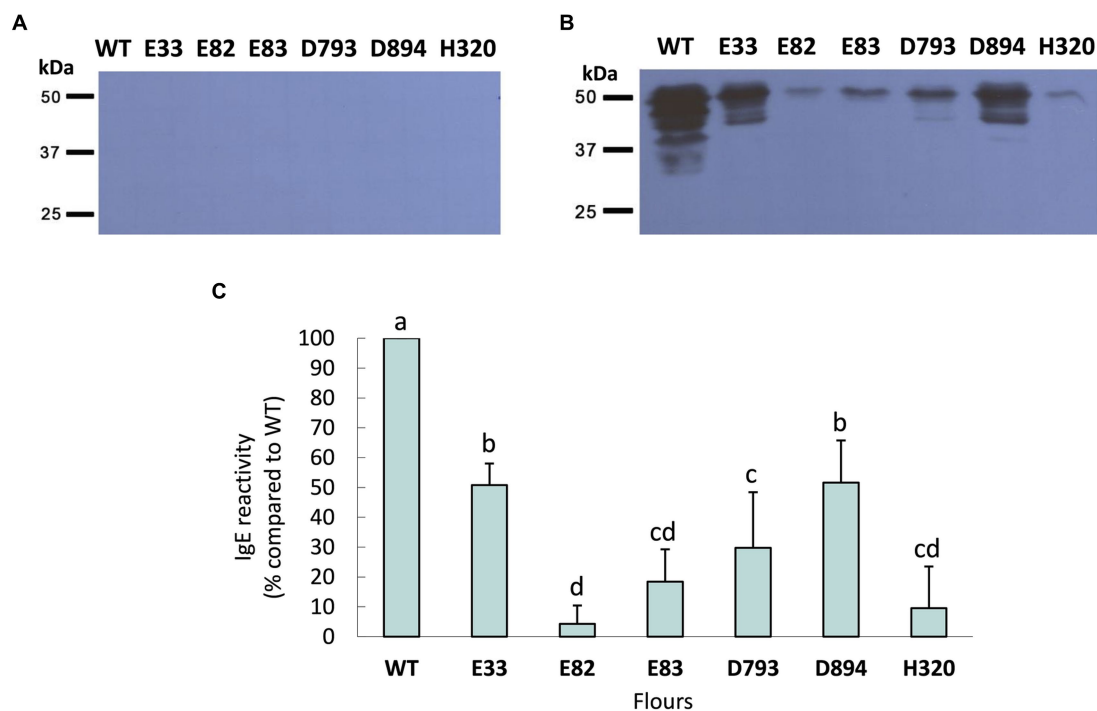 A
WT E33 E82 E83 D793 D894 H320
kDa
50
37
25
B
WT E33 E82 E83 D793 D894 H320
kDa
50
37
25
C
IgE reactivity
(% compared to WT)
100
90
80
70
60
50
40
30
20
10
0
a
b
d
cd
c
b
cd
WT E33 E82 E83 D793 D894 H320
Flours